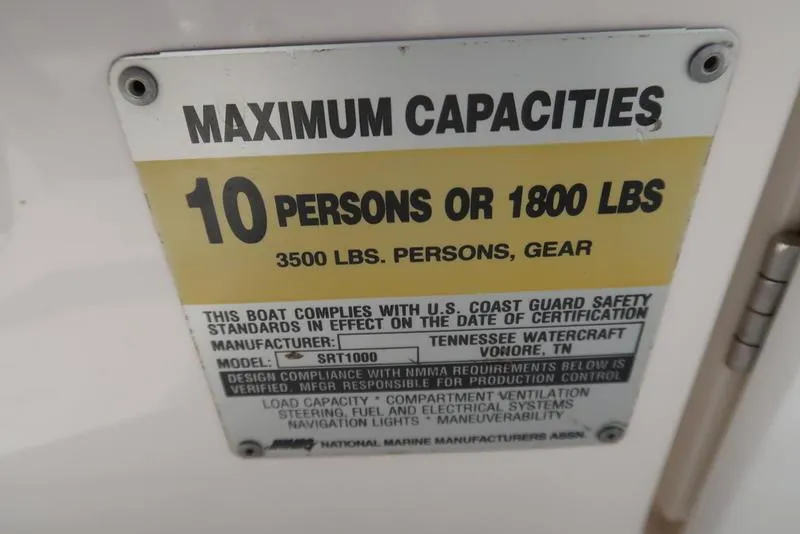 MAXIMUM CAPACITIES
10 PERSONS OR 1800 LBS
3500 LBS. PERSONS, GEAR
THIS BOAT COMPLIES WITH U.S. COAST GUARD SAFETY
STANDARDS IN EFFECT ON THE DATE OF CERTIFICATION
MANUFACTURER: TENNESSEE WATERCRAFT
VONORE, TN
MODEL: SRT1000
DESIGN COMPLIANCE WITH NMMA REQUIREMENTS BELOW IS
VERIFIED. MFGR RESPONSIBLE FOR PRODUCTION CONTROL
LOAD CAPACITY * COMPARTMENT VENTILATION
STEERING, FUEL AND ELECTRICAL SYSTEMS
NAVIGATION LIGHTS * MANEUVERABILITY
NMMA NATIONAL MARINE MANUFACTURERS ASSN.